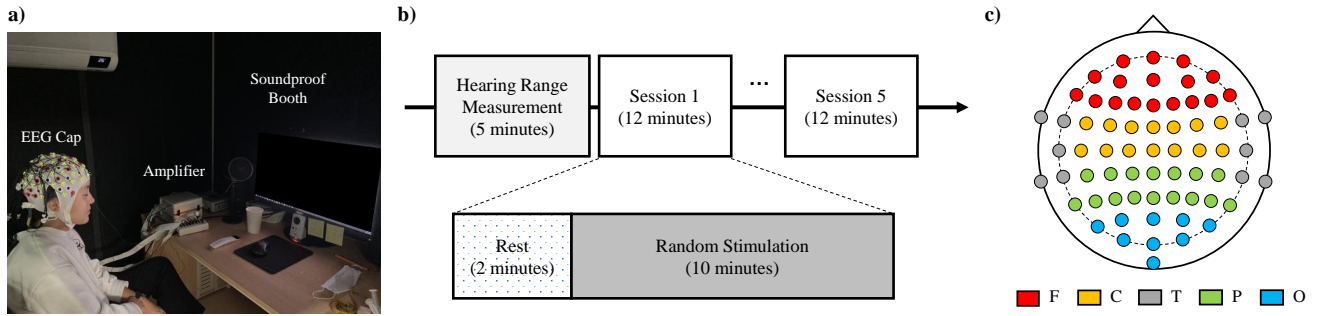 a)
Soundproof
Booth
EEG Cap
Amplifier
b)
Hearing Range
Measurement
(5 minutes)
Session 1
(12 minutes)
...
Session 5
(12 minutes)
Rest
(2 minutes)
Random Stimulation
(10 minutes)
c)
F C T P O